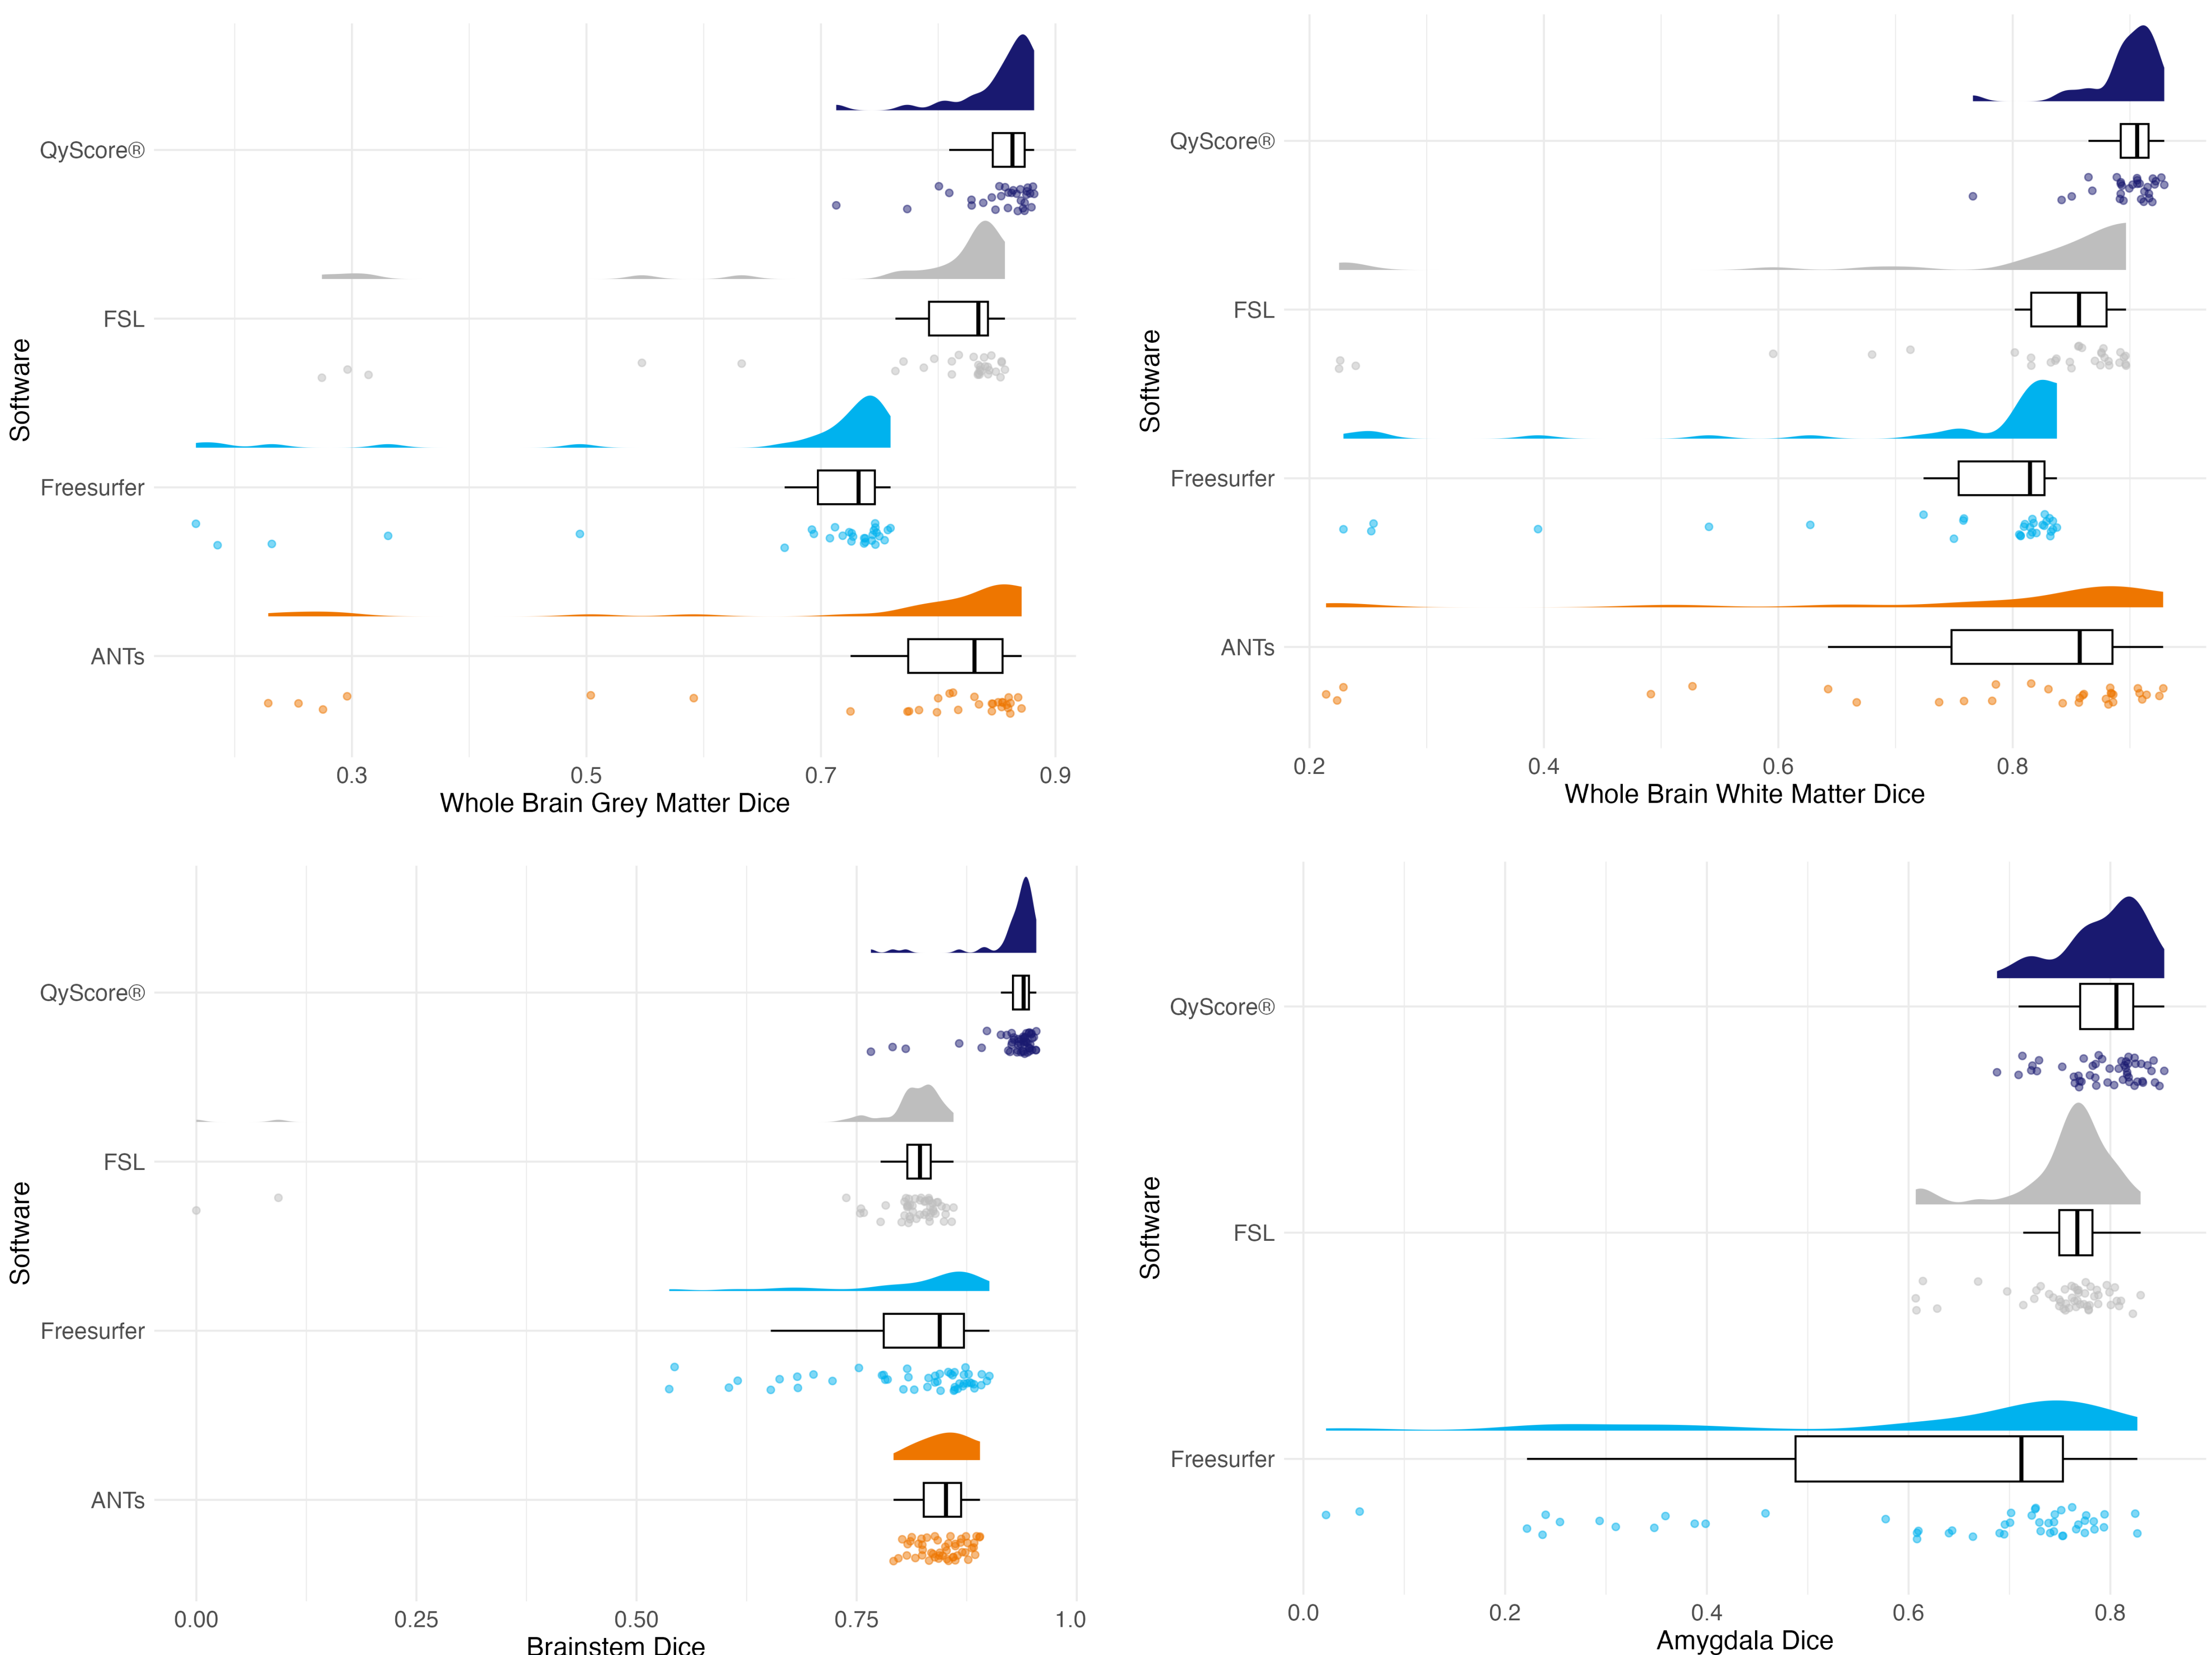 Software
QyScore®
FSL
Freesurfer
ANTs
0.3 0.5 0.7 0.9
Whole Brain Grey Matter Dice
Software
QyScore®
FSL
Freesurfer
ANTs
0.2 0.4 0.6 0.8
Whole Brain White Matter Dice
Software
QyScore®
FSL
Freesurfer
ANTs
0.00 0.25 0.50 0.75 1.0
Brainstem Dice
Software
QyScore®
FSL
Freesurfer
0.0 0.2 0.4 0.6 0.8
Amygdala Dice